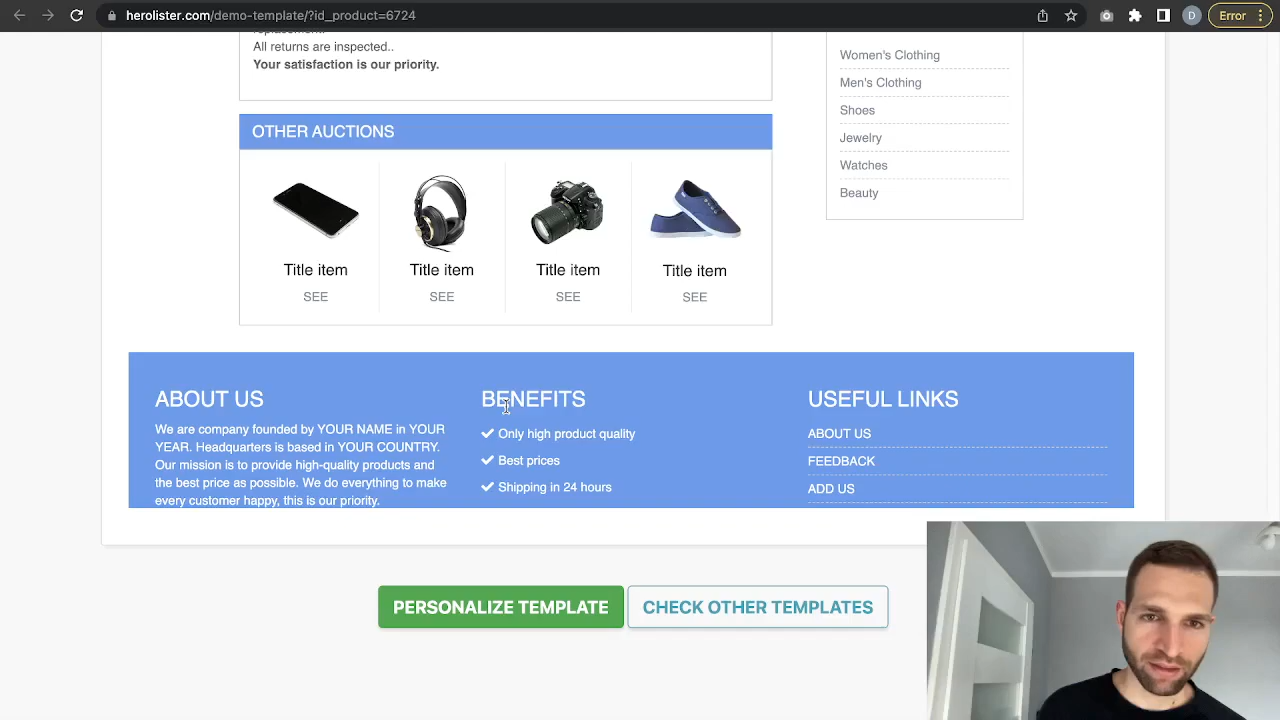 herolister.com/demo-template/?id_product=6724
D
Error
All returns are inspected..
Your satisfaction is our priority.
Women's Clothing
Men's Clothing
Shoes
Jewelry
Watches
Beauty
OTHER AUCTIONS
Title item
Title item
Title item
Title item
SEE
SEE
SEE
SEE
ABOUT US
We are company founded by YOUR NAME in YOUR
YEAR. Headquarters is based in YOUR COUNTRY.
Our mission is to provide high-quality products and
the best price as possible. We do everything to make
every customer happy, this is our priority.
BENEFITS
Only high product quality
Best prices
Shipping in 24 hours
USEFUL LINKS
ABOUT US
FEEDBACK
ADD US
PERSONALIZE TEMPLATE
CHECK OTHER TEMPLATES